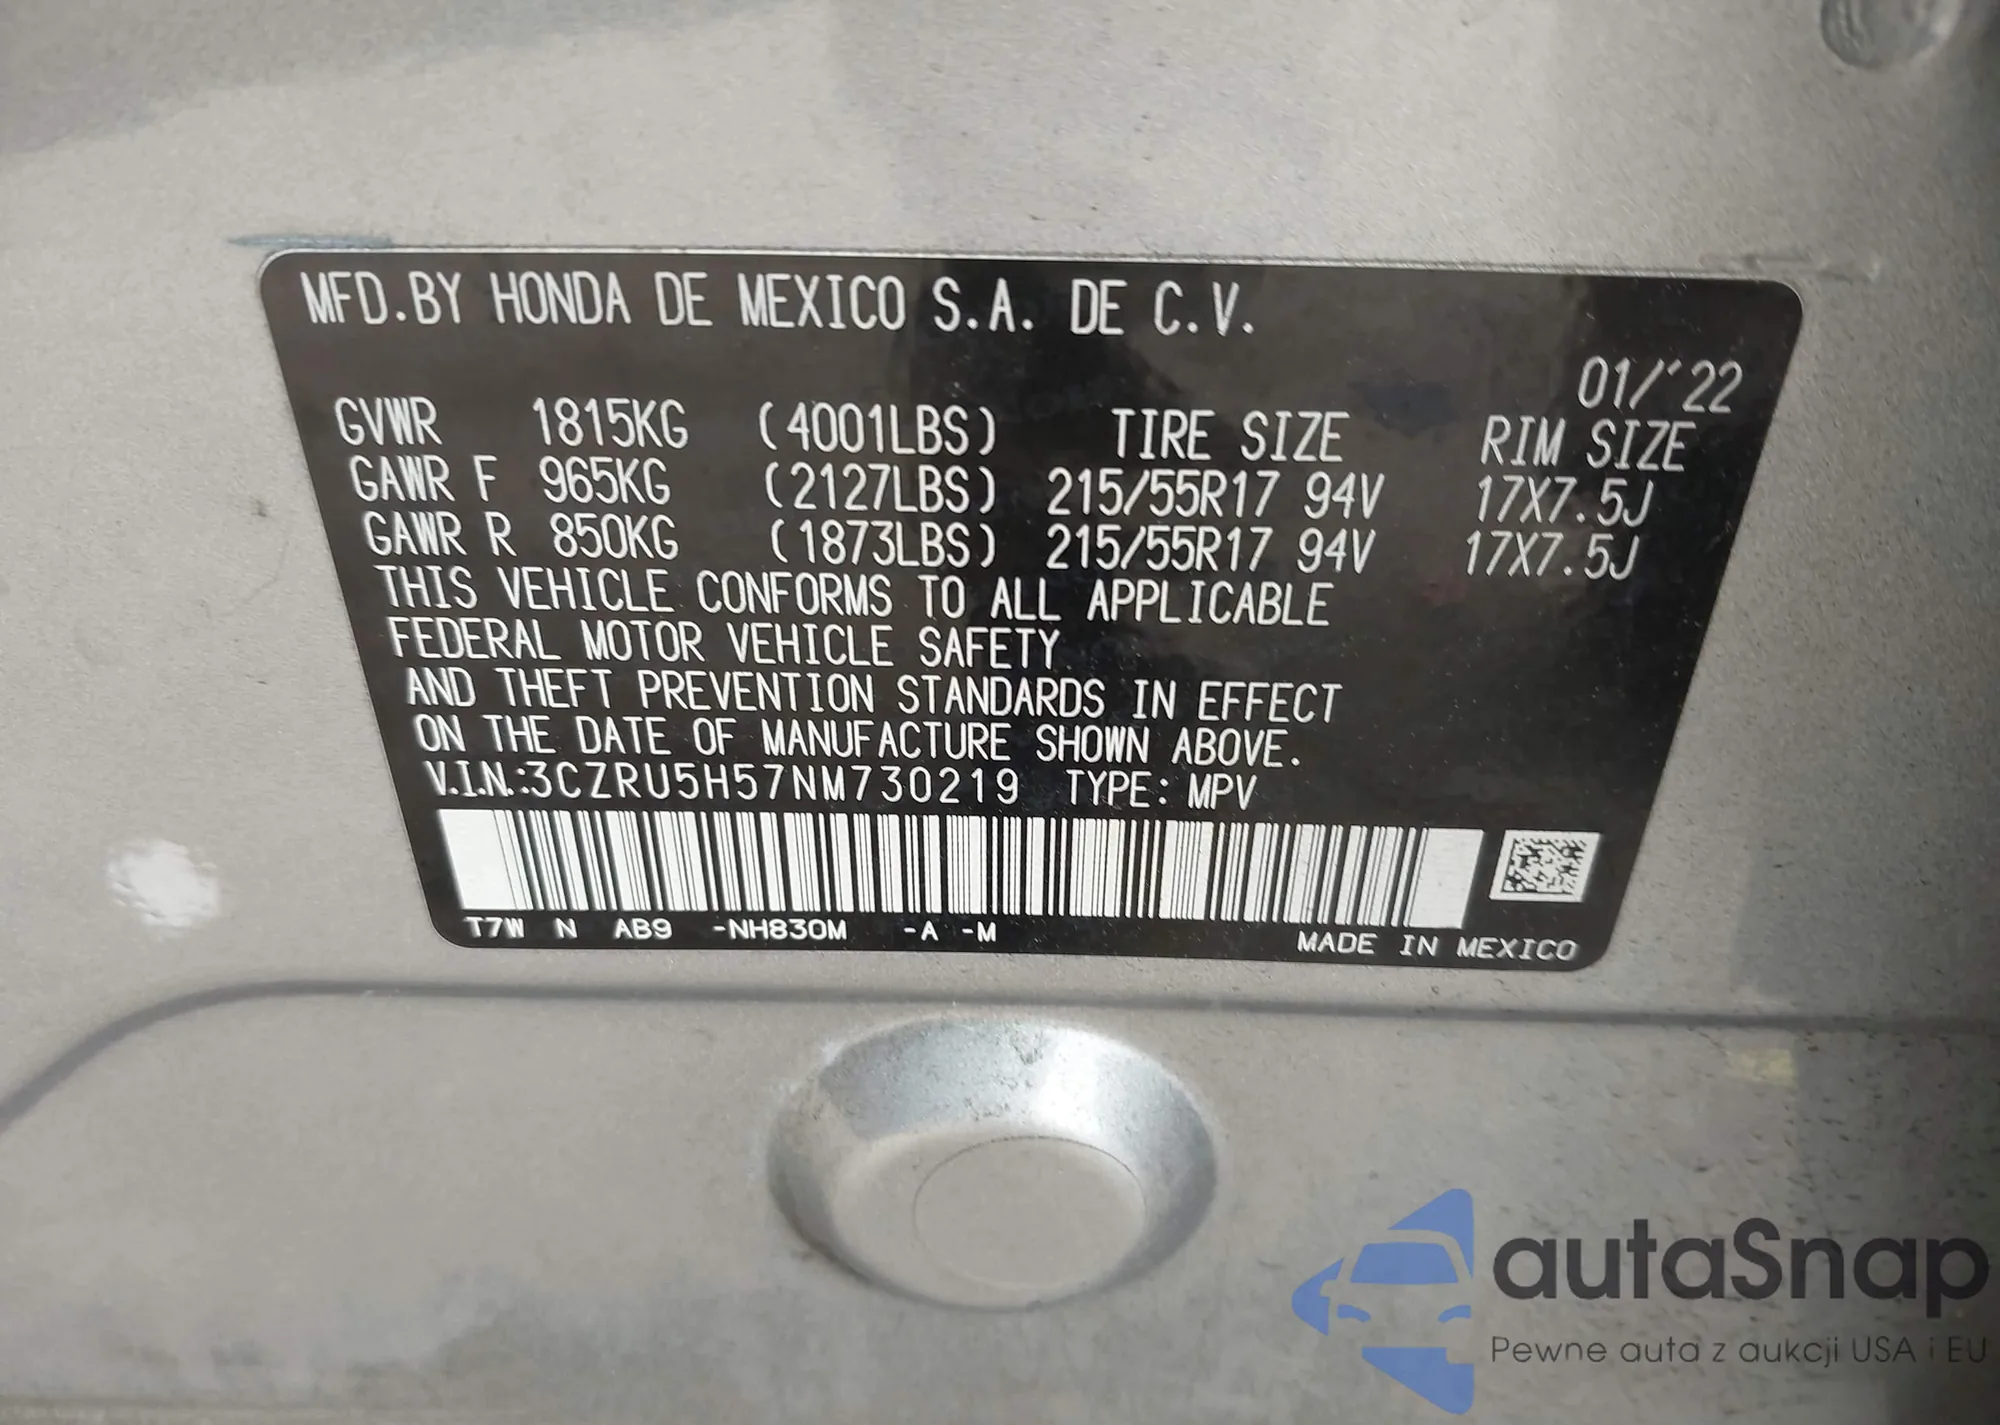 MFD.BY HONDA DE MEXICO S.A. DE C.V.
01/'22
GVWR 1815KG (4001LBS) TIRE SIZE RIM SIZE
GAWR F 965KG (2127LBS) 215/55R17 94V 17X7.5J
GAWR R 850KG (1873LBS) 215/55R17 94V 17X7.5J
THIS VEHICLE CONFORMS TO ALL APPLICABLE
FEDERAL MOTOR VEHICLE SAFETY
AND THEFT PREVENTION STANDARDS IN EFFECT
ON THE DATE OF MANUFACTURE SHOWN ABOVE.
V.I.N.:3CZRU5H57NM730219 TYPE: MPV
T7W N AB9 -NH830M -A -M
MADE IN MEXICO
autaSnap
Pewne auta z aukcji USA i EU